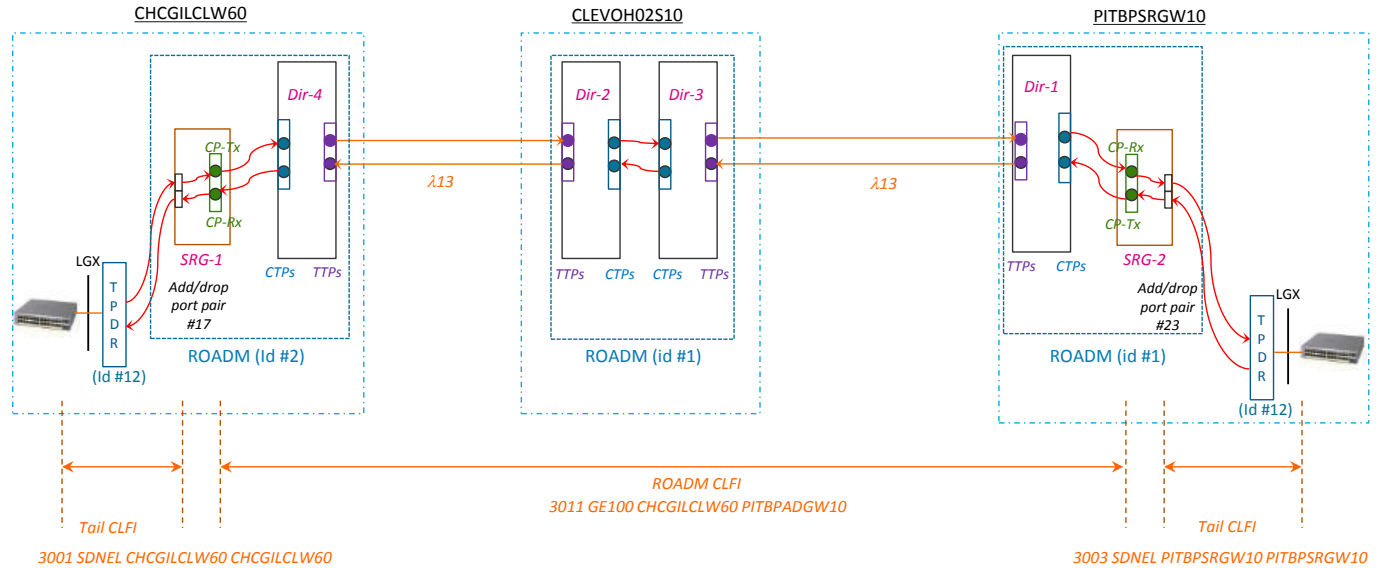 CHCGILCLW60
CLEVOH02S10
PITBPSRGW10
Dir-4
Dir-2
Dir-3
Dir-1
CP-Tx
CP-Rx
CP-Rx
CP-Tx
λ13
λ13
SRG-1
SRG-2
CTPs
TTPs
TTPs
CTPs
CTPs
TTPs
TTPs
CTPs
LGX
T
P
D
R
(Id #12)
Add/drop
port pair
#17
ROADM (Id #2)
ROADM (id #1)
ROADM (id #1)
Add/drop
port pair
#23
LGX
T
P
D
R
(Id #12)
ROADM CLFI
3011 GE100 CHCGILCLW60 PITBPADGW10
Tail CLFI
3001 SDNEL CHCGILCLW60 CHCGILCLW60
Tail CLFI
3003 SDNEL PITBPSRGW10 PITBPSRGW10